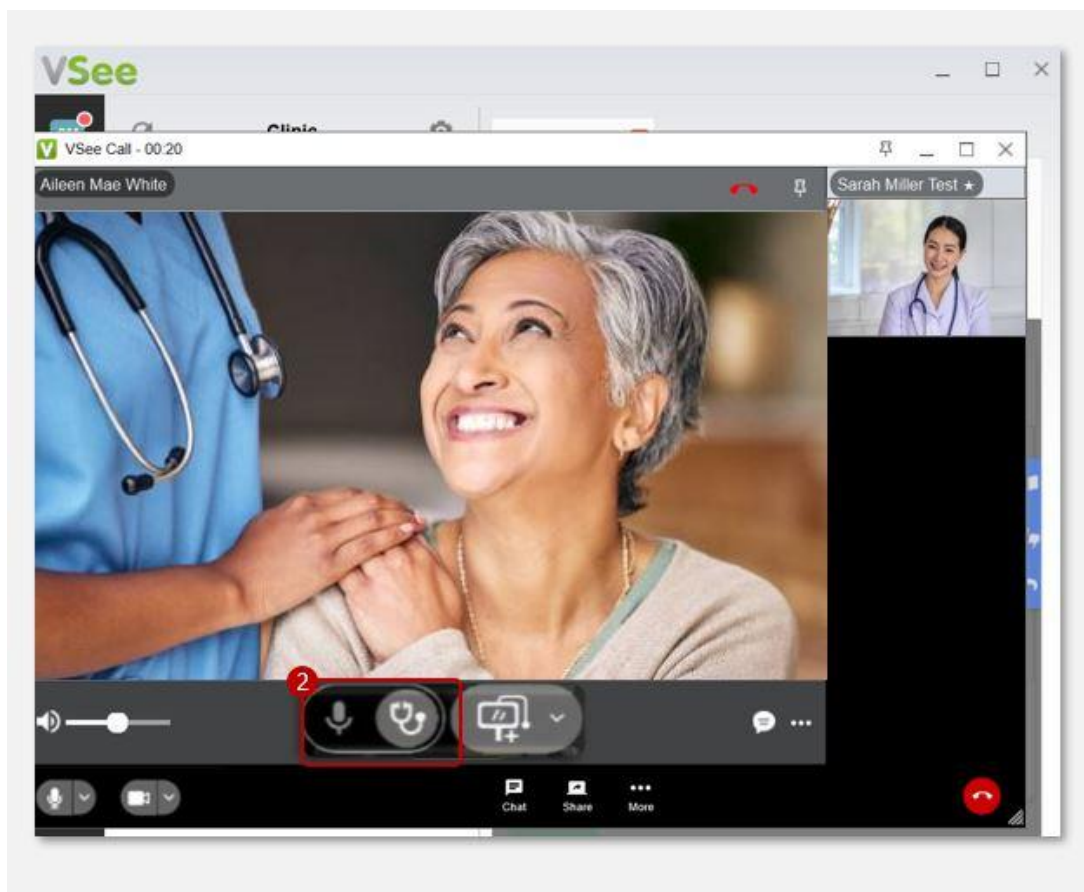 VSee
Clinic
VSee Call - 00:20
Aileen Mae White
Sarah Miller Test ★
2
Chat
Share
More